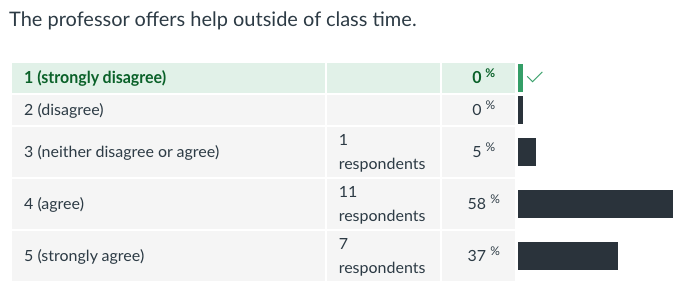 The professor offers help outside of class time.
1 (strongly disagree) 0 %
2 (disagree) 0 %
3 (neither disagree or agree) 1 respondents 5 %
4 (agree) 11 respondents 58 %
5 (strongly agree) 7 respondents 37 %